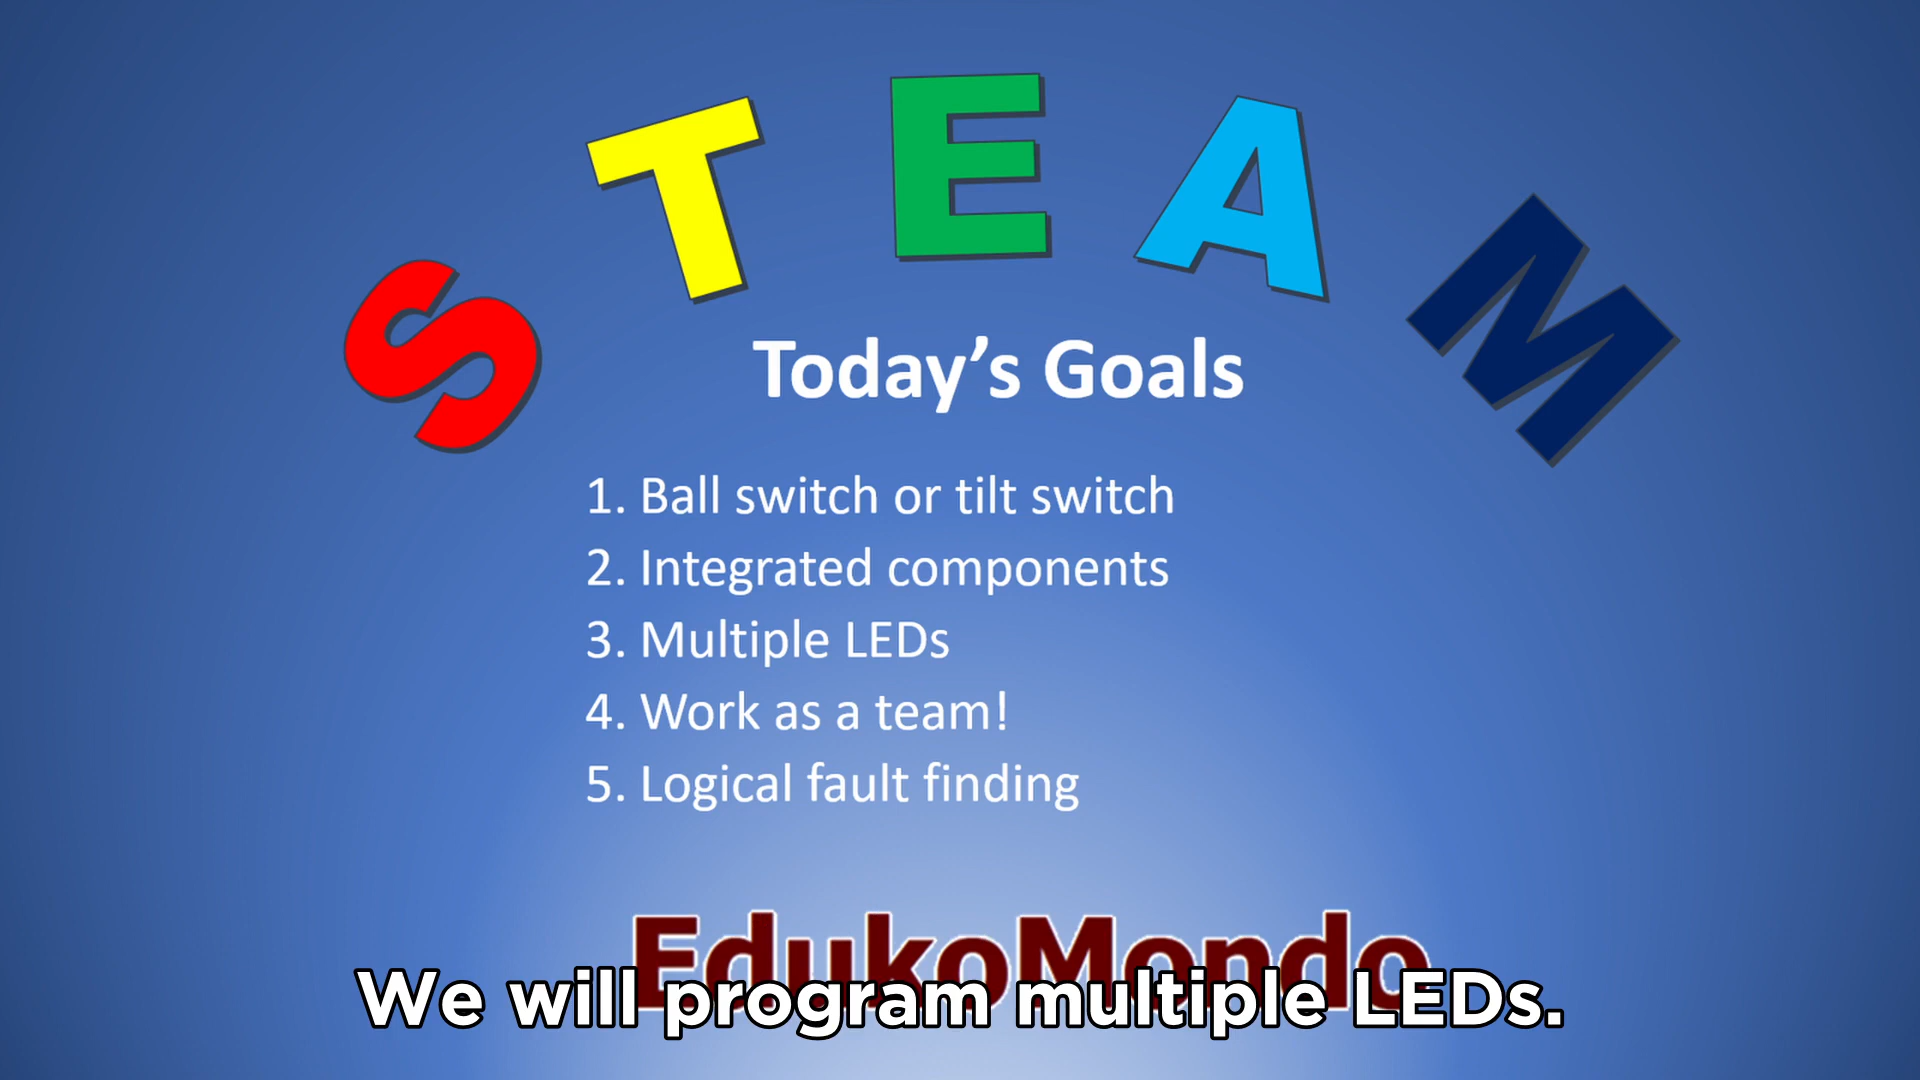 STEAM
Today's Goals
1. Ball switch or tilt switch
2. Integrated components
3. Multiple LEDs
4. Work as a team!
5. Logical fault finding
EdukoMondo
We will program multiple LEDs.